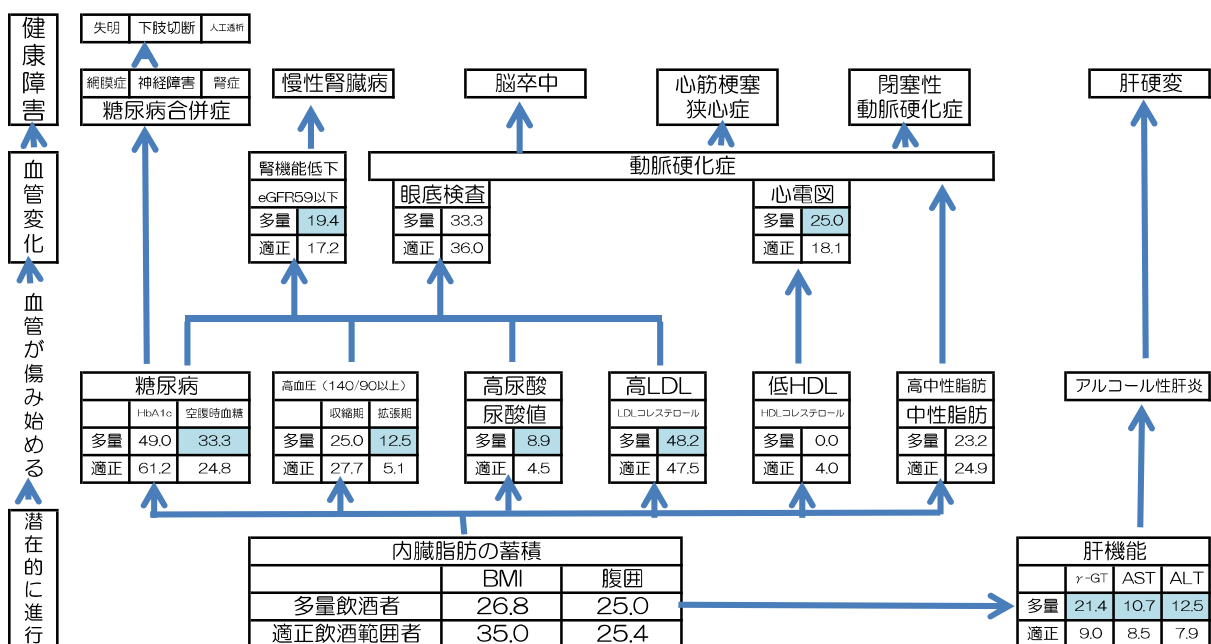 健康障害
血管変化
血管が傷み始める
潜在的に進行
失明 下肢切断 人工透析
網膜症 神経障害 腎症
糖尿病合併症
慢性腎臓病
脳卒中
心筋梗塞
狭心症
閉塞性
動脈硬化症
肝硬変
腎機能低下
eGFR59以下
多量 19.4
適正 17.2
動脈硬化症
眼底検査
多量 33.3
適正 36.0
心電図
多量 25.0
適正 18.1
糖尿病
HbA1c 空腹時血糖
多量 49.0 33.3
適正 61.2 24.8
高血圧（140/90以上）
収縮期 拡張期
多量 25.0 12.5
適正 27.7 5.1
高尿酸
尿酸値
多量 8.9
適正 4.5
高LDL
LDLコレステロール
多量 48.2
適正 47.5
低HDL
HDLコレステロール
多量 0.0
適正 4.0
高中性脂肪
中性脂肪
多量 23.2
適正 24.9
アルコール性肝炎
内臓脂肪の蓄積
BMI 腹囲
多量飲酒者 26.8 25.0
適正飲酒範囲者 35.0 25.4
肝機能
γ-GT AST ALT
多量 21.4 10.7 12.5
適正 9.0 8.5 7.9